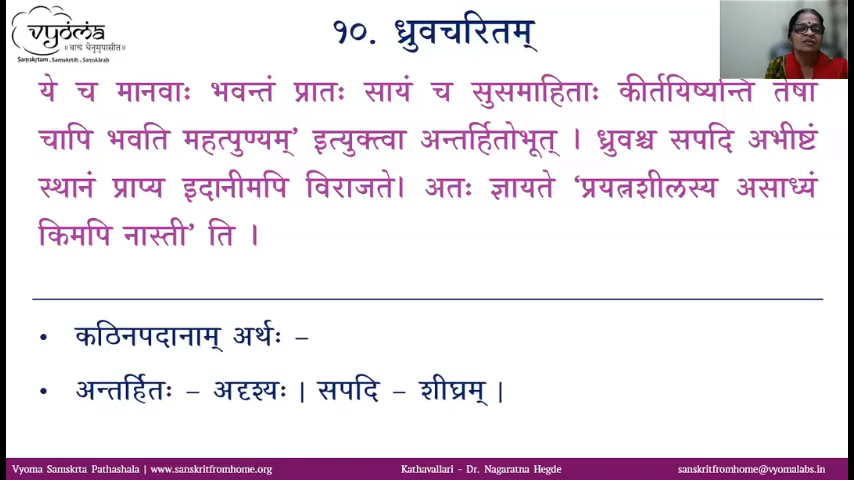 vyoma
॥ वाचं धेनुमुपासीत॥
Samskrtam . Samskriti . Samskarah
१०. ध्रुवचरितम्
ये च मानवाः भवन्तं प्रातः सायं च सुसमाहिताः कीर्तयिष्यन्ति तेषां
चापि भवति महत्पुण्यम्’ इत्युक्त्वा अन्तर्हितोभूत् । ध्रुवश्च सपदि अभीष्टं
स्थानं प्राप्य इदानीमपि विराजते। अतः ज्ञायते ‘प्रयत्नशीलस्य असाध्यं
किमपि नास्ती’ ति ।
• कठिनपदानाम् अर्थः –
• अन्तर्हितः – अदृश्यः | सपदि – शीघ्रम् |
Vyoma Samskrta Pathashala | www.sanskritfromhome.org
Kathavallari – Dr. Nagaratna Hegde
sanskritfromhome@vyomalabs.in